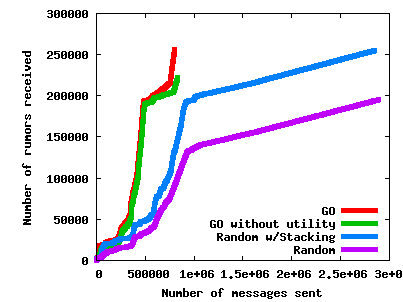 300000
250000
200000
150000
100000
50000
0
Number of rumors received
GO
GO without utility
Random w/Stacking
Random
0 500000 1e+06 1.5e+06 2e+06 2.5e+06 3e+0
Number of messages sent